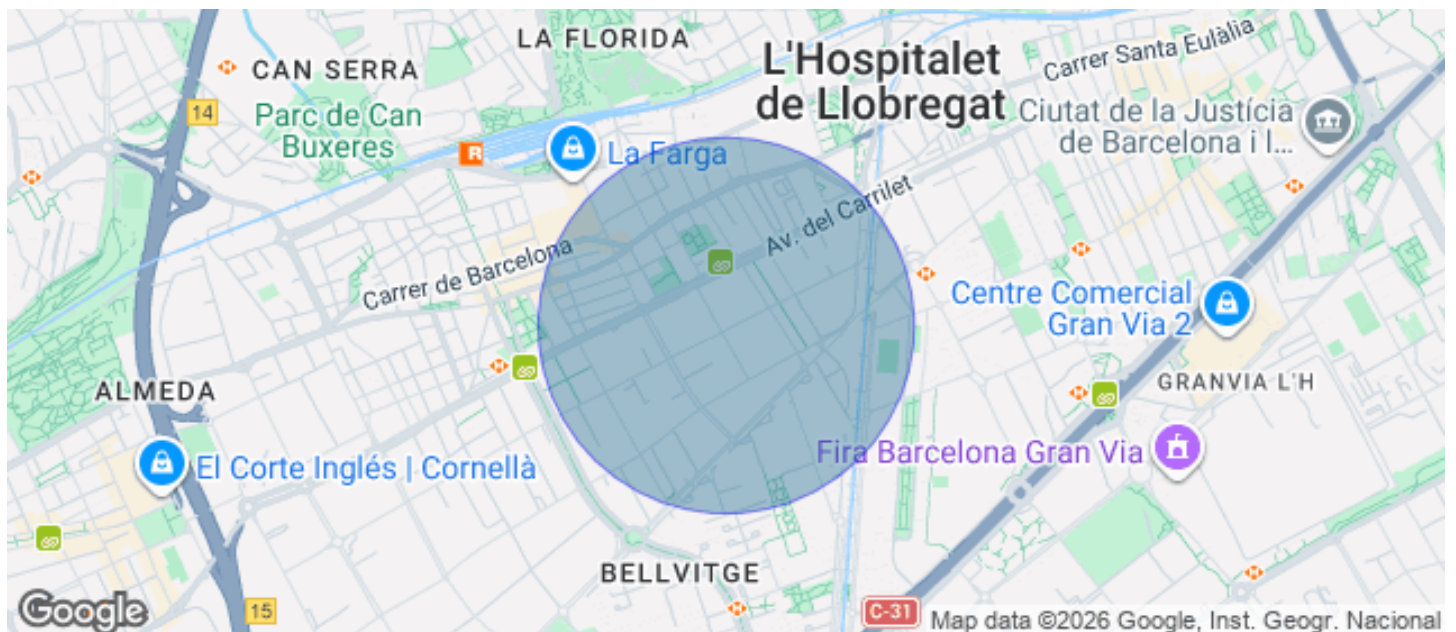 LA FLORIDA
L'Hospitalet
de Llobregat
Carrer Santa Eulàlia
CAN SERRA
14
Parc de Can
Buxeres
R
La Farga
Ciutat de la Justícia
de Barcelona i l...
Av. del Carrilet
Carrer de Barcelona
Centre Comercial
Gran Via 2
ALMEDA
GRANVIA L'H
El Corte Inglés | Cornellà
Fira Barcelona Gran Via
BELLVITGE
Google
15
C-31
Map data ©2026 Google, Inst. Geogr. Nacional